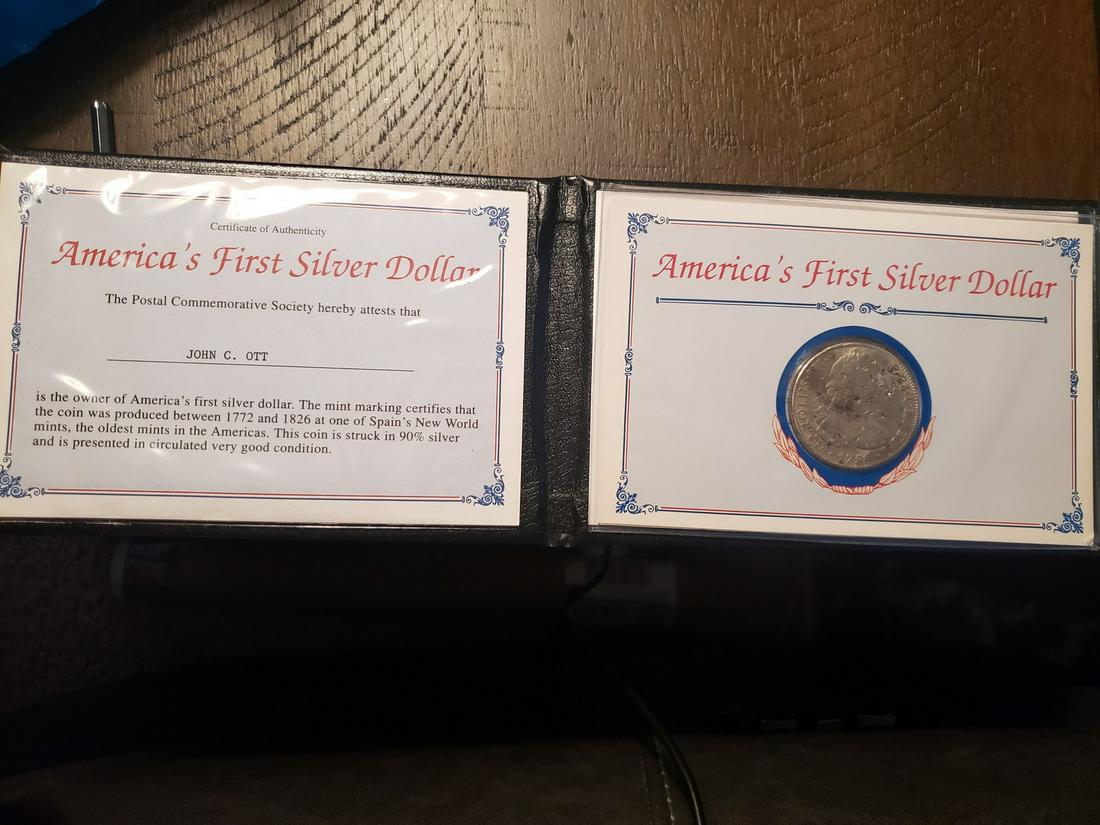 Certificate of Authenticity
America's First Silver Dollar
The Postal Commemorative Society hereby attests that
JOHN C. OTT
is the owner of America's first silver dollar. The mint marking certifies that
the coin was produced between 1772 and 1826 at one of Spain's New World
mints, the oldest mints in the Americas. This coin is struck in 90% silver
and is presented in circulated very good condition.
America's First Silver Dollar